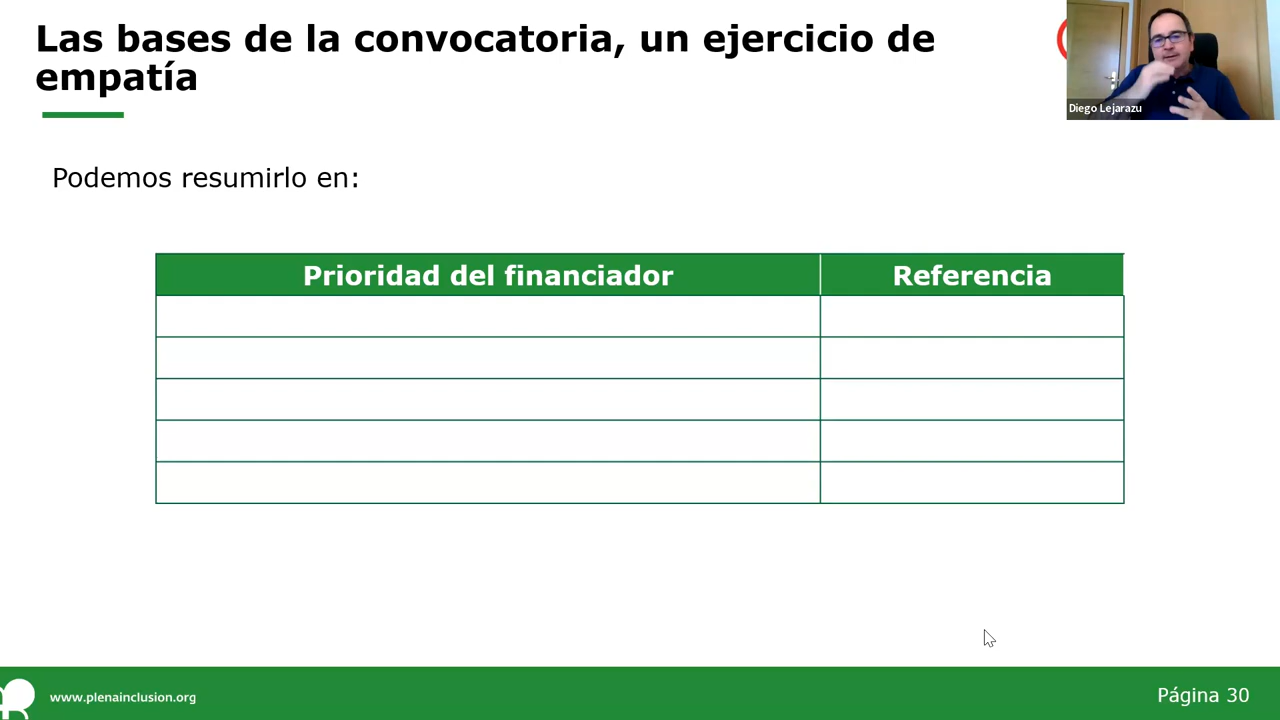 Las bases de la convocatoria, un ejercicio de
empatía
Diego Lejarazu
Podemos resumirlo en:
Prioridad del financiador Referencia
www.plenainclusion.org
Página 30